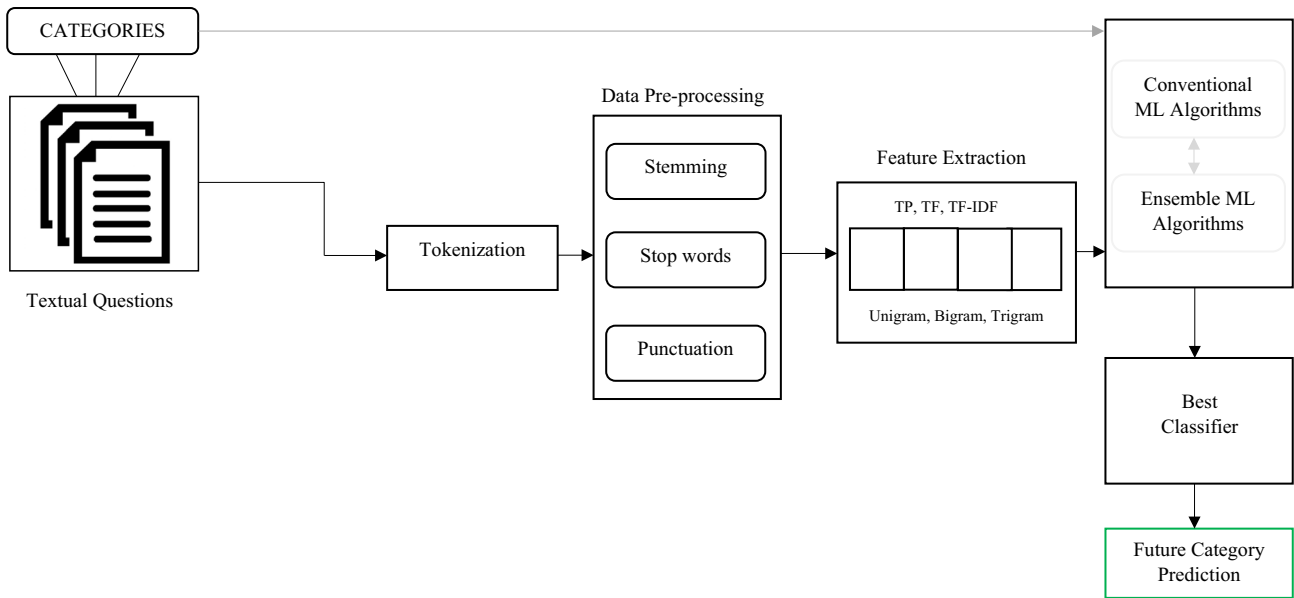 CATEGORIES
Textual Questions
Tokenization
Data Pre-processing
Stemming
Stop words
Punctuation
Feature Extraction
TP, TF, TF-IDF
Unigram, Bigram, Trigram
Conventional
ML Algorithms
Ensemble ML
Algorithms
Best
Classifier
Future Category
Prediction